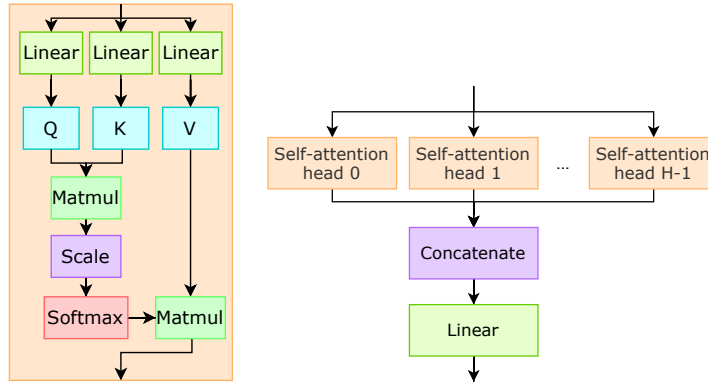 Linear Linear Linear
Q K V
Matmul
Scale
Softmax Matmul
Self-attention head 0
Self-attention head 1
...
Self-attention head H-1
Concatenate
Linear